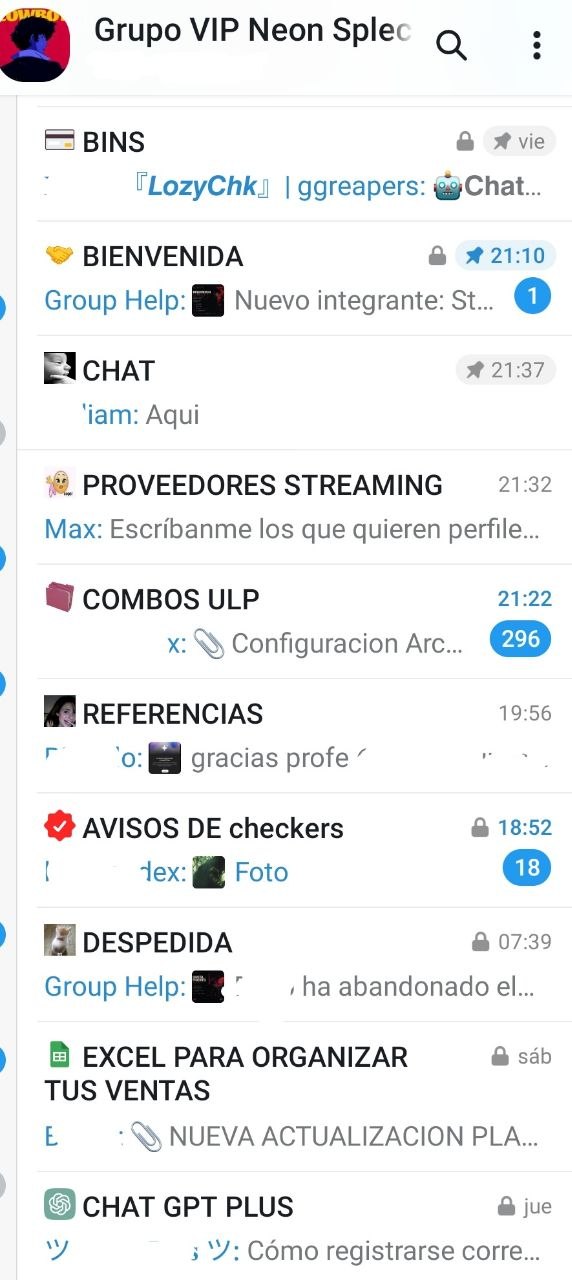 Grupo VIP Neon Splec
BINS
vie
『LozyChk』 | ggreapers: 🤖Chat...
BIENVENIDA
21:10
Group Help: Nuevo integrante: St...
1
CHAT
21:37
iam: Aqui
PROVEEDORES STREAMING
21:32
Max: Escríbanme los que quieren perfile...
COMBOS ULP
21:22
x: Configuracion Arc...
296
REFERENCIAS
19:56
o: gracias profe
AVISOS DE checkers
18:52
dex: Foto
18
DESPEDIDA
07:39
Group Help: ha abandonado el...
EXCEL PARA ORGANIZAR
sáb
TUS VENTAS
: NUEVA ACTUALIZACION PLA...
CHAT GPT PLUS
jue
ツ ツ: Cómo registrarse corre...